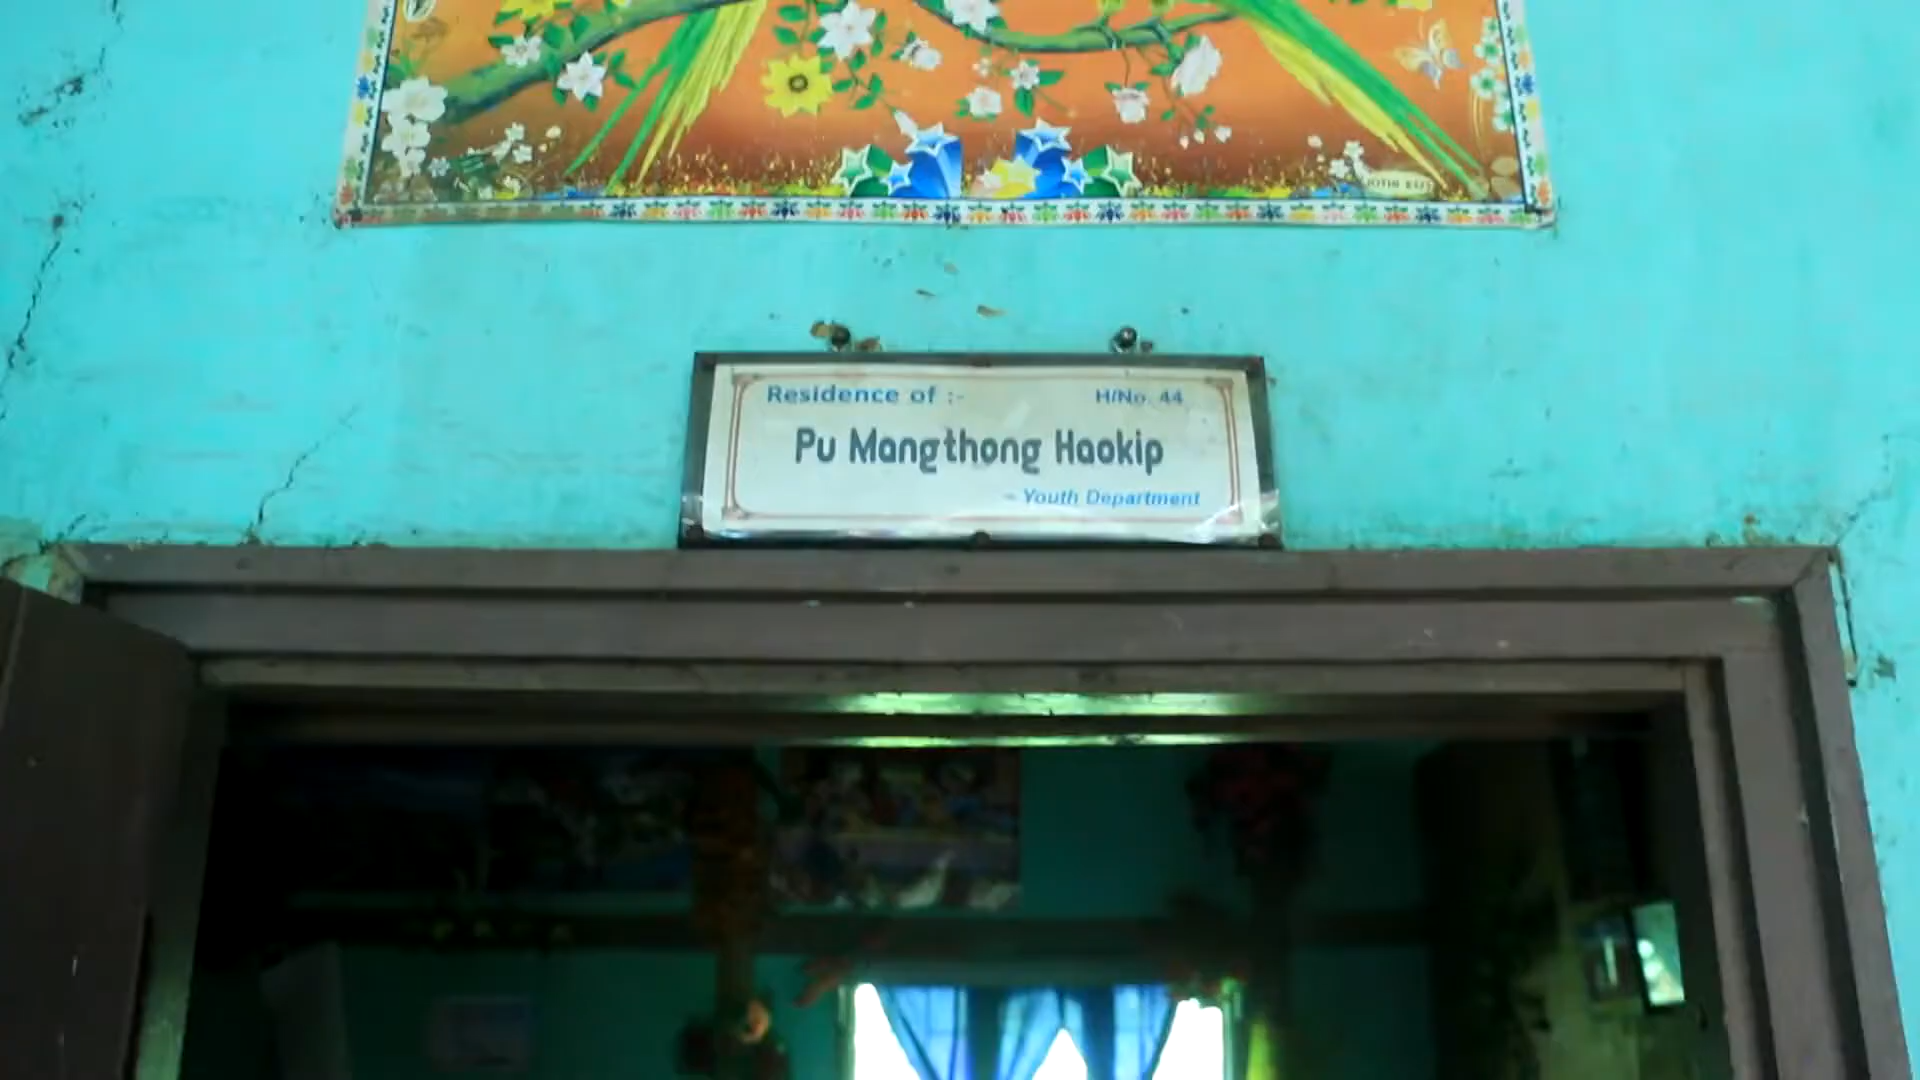 Residence of :- H/No. 44
Pu Mangthong Haokip
- Youth Department